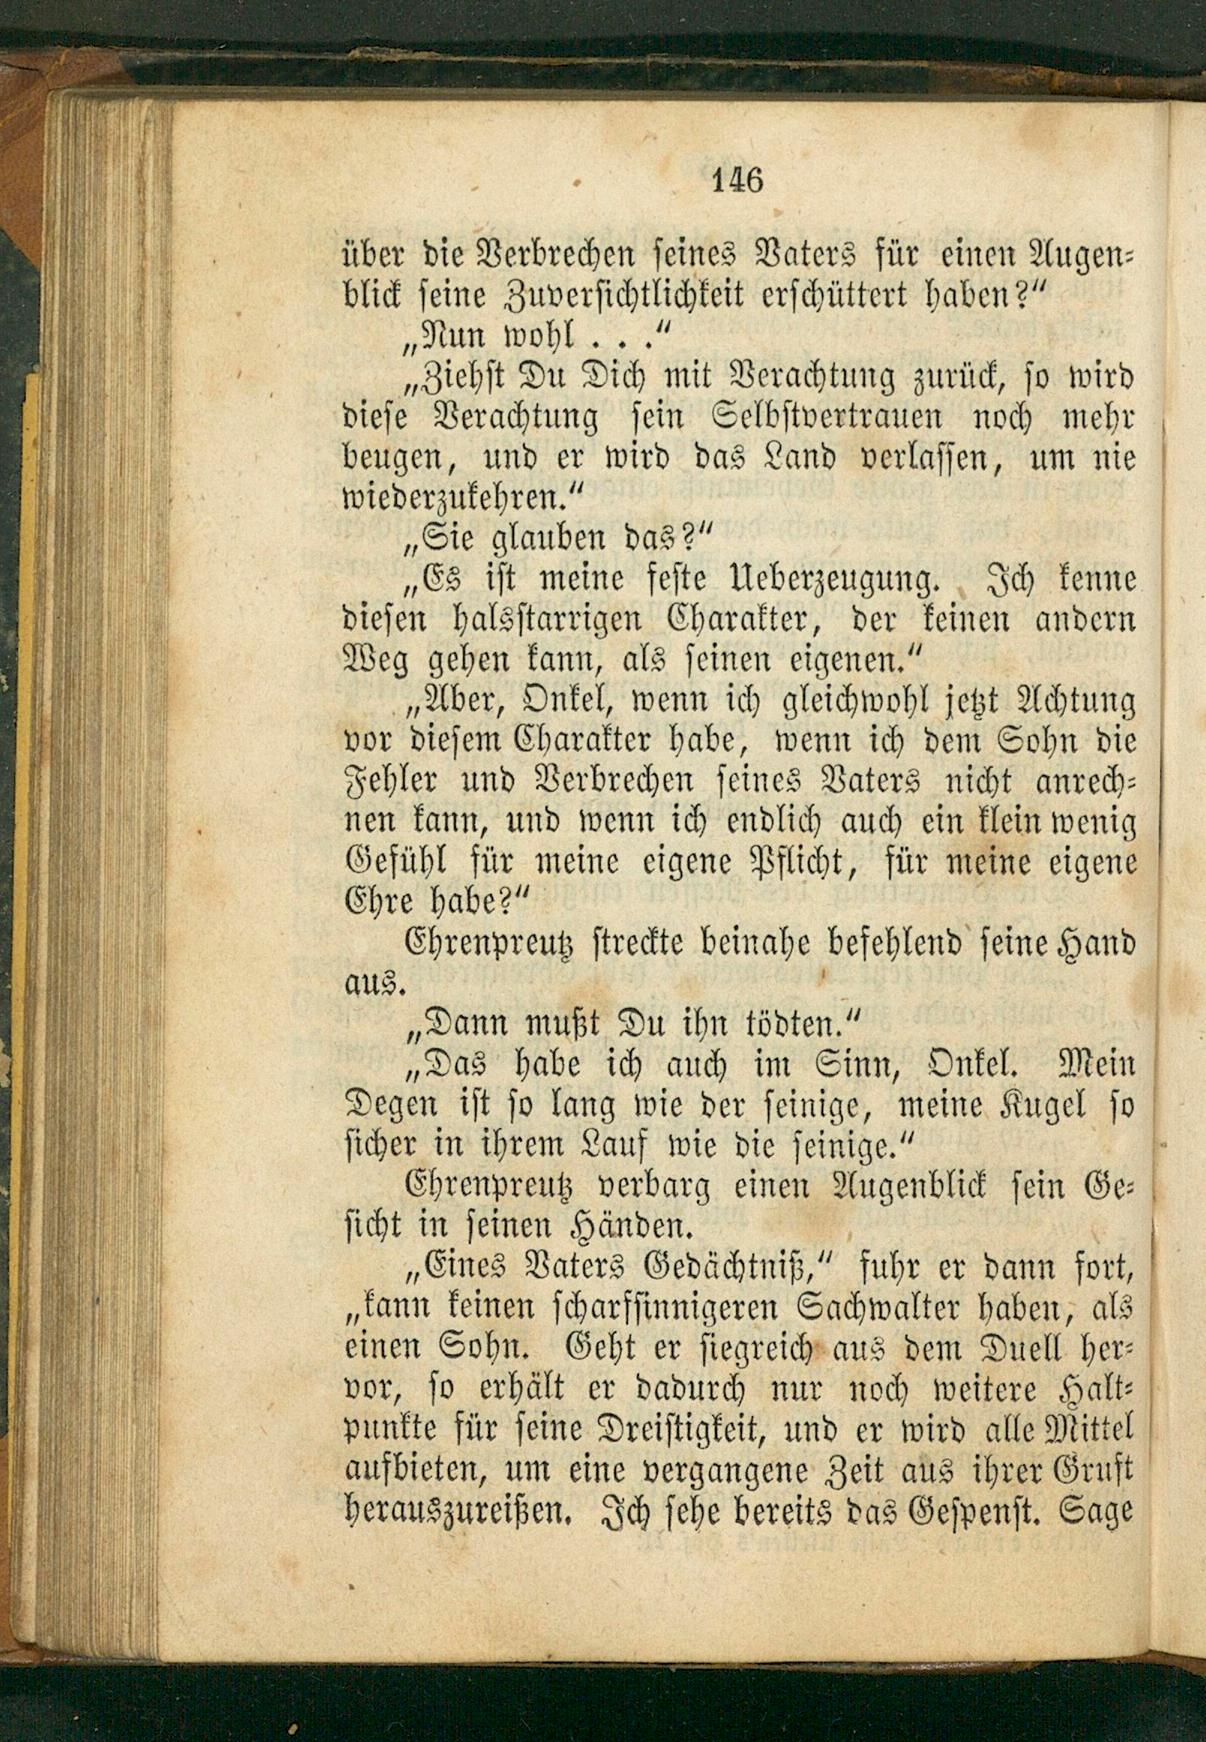 146
über die Verbrechen seines Vaters für einen Augen-
blick seine Zuversichtlichkeit erschüttert haben?“
„Nun wohl . . .“
„Ziehst Du Dich mit Verachtung zurück, so wird
diese Verachtung sein Selbstvertrauen noch mehr
beugen, und er wird das Land verlassen, um nie
wiederzukehren.“
„Sie glauben das?“
„Es ist meine feste Ueberzeugung. Ich kenne
diesen halsstarrigen Charakter, der keinen andern
Weg gehen kann, als seinen eigenen.“
„Aber, Onkel, wenn ich gleichwohl jetzt Achtung
vor diesem Charakter habe, wenn ich dem Sohn die
Fehler und Verbrechen seines Vaters nicht anrech-
nen kann, und wenn ich endlich auch ein klein wenig
Gefühl für meine eigene Pflicht, für meine eigene
Ehre habe?“
Ehrenpreutz streckte beinahe befehlend seine Hand
aus.
„Dann mußt Du ihn tödten.“
„Das habe ich auch im Sinn, Onkel. Mein
Degen ist so lang wie der seinige, meine Kugel so
sicher in ihrem Lauf wie die seinige.“
Ehrenpreutz verbarg einen Augenblick sein Ge-
sicht in seinen Händen.
„Eines Vaters Gedächtniß,“ fuhr er dann fort,
„kann keinen scharfsinnigeren Sachwalter haben, als
einen Sohn. Geht er siegreich aus dem Duell her-
vor, so erhält er dadurch nur noch weitere Halt-
punkte für seine Dreistigkeit, und er wird alle Mittel
aufbieten, um eine vergangene Zeit aus ihrer Gruft
herauszureißen. Ich sehe bereits das Gespenst. Sage